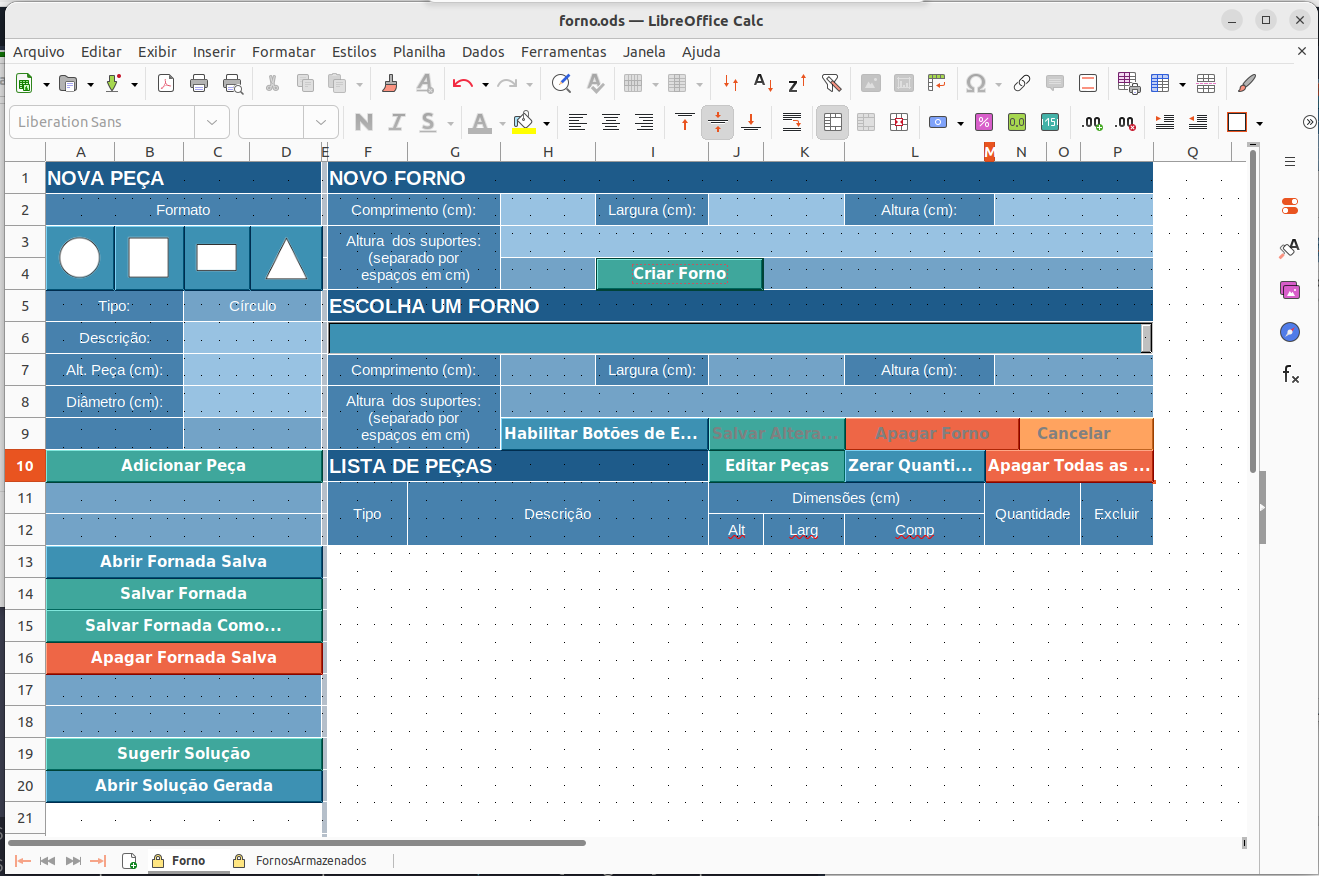 forno.ods — LibreOffice Calc
Arquivo Editar Exibir Inserir Formatar Estilos Planilha Dados Ferramentas Janela Ajuda
Liberation Sans
A B C D E F G H I J K L M N O P Q
1 NOVA PEÇA NOVO FORNO
2 Formato Comprimento (cm): Largura (cm): Altura (cm):
3 Altura dos suportes:
(separado por
4 espaços em cm) Criar Forno
5 Tipo: Círculo ESCOLHA UM FORNO
6 Descrição:
7 Alt. Peça (cm): Comprimento (cm): Largura (cm): Altura (cm):
8 Diâmetro (cm): Altura dos suportes:
(separado por
9 espaços em cm) Habilitar Botões de E... Salvar Altera... Apagar Forno Cancelar
10 Adicionar Peça LISTA DE PEÇAS Editar Peças Zerar Quanti... Apagar Todas as ...
11 Dimensões (cm)
Tipo Descrição Quantidade Excluir
12 Alt Larg Comp
13 Abrir Fornada Salva
14 Salvar Fornada
15 Salvar Fornada Como...
16 Apagar Fornada Salva
17
18
19 Sugerir Solução
20 Abrir Solução Gerada
21
Forno FornosArmazenados